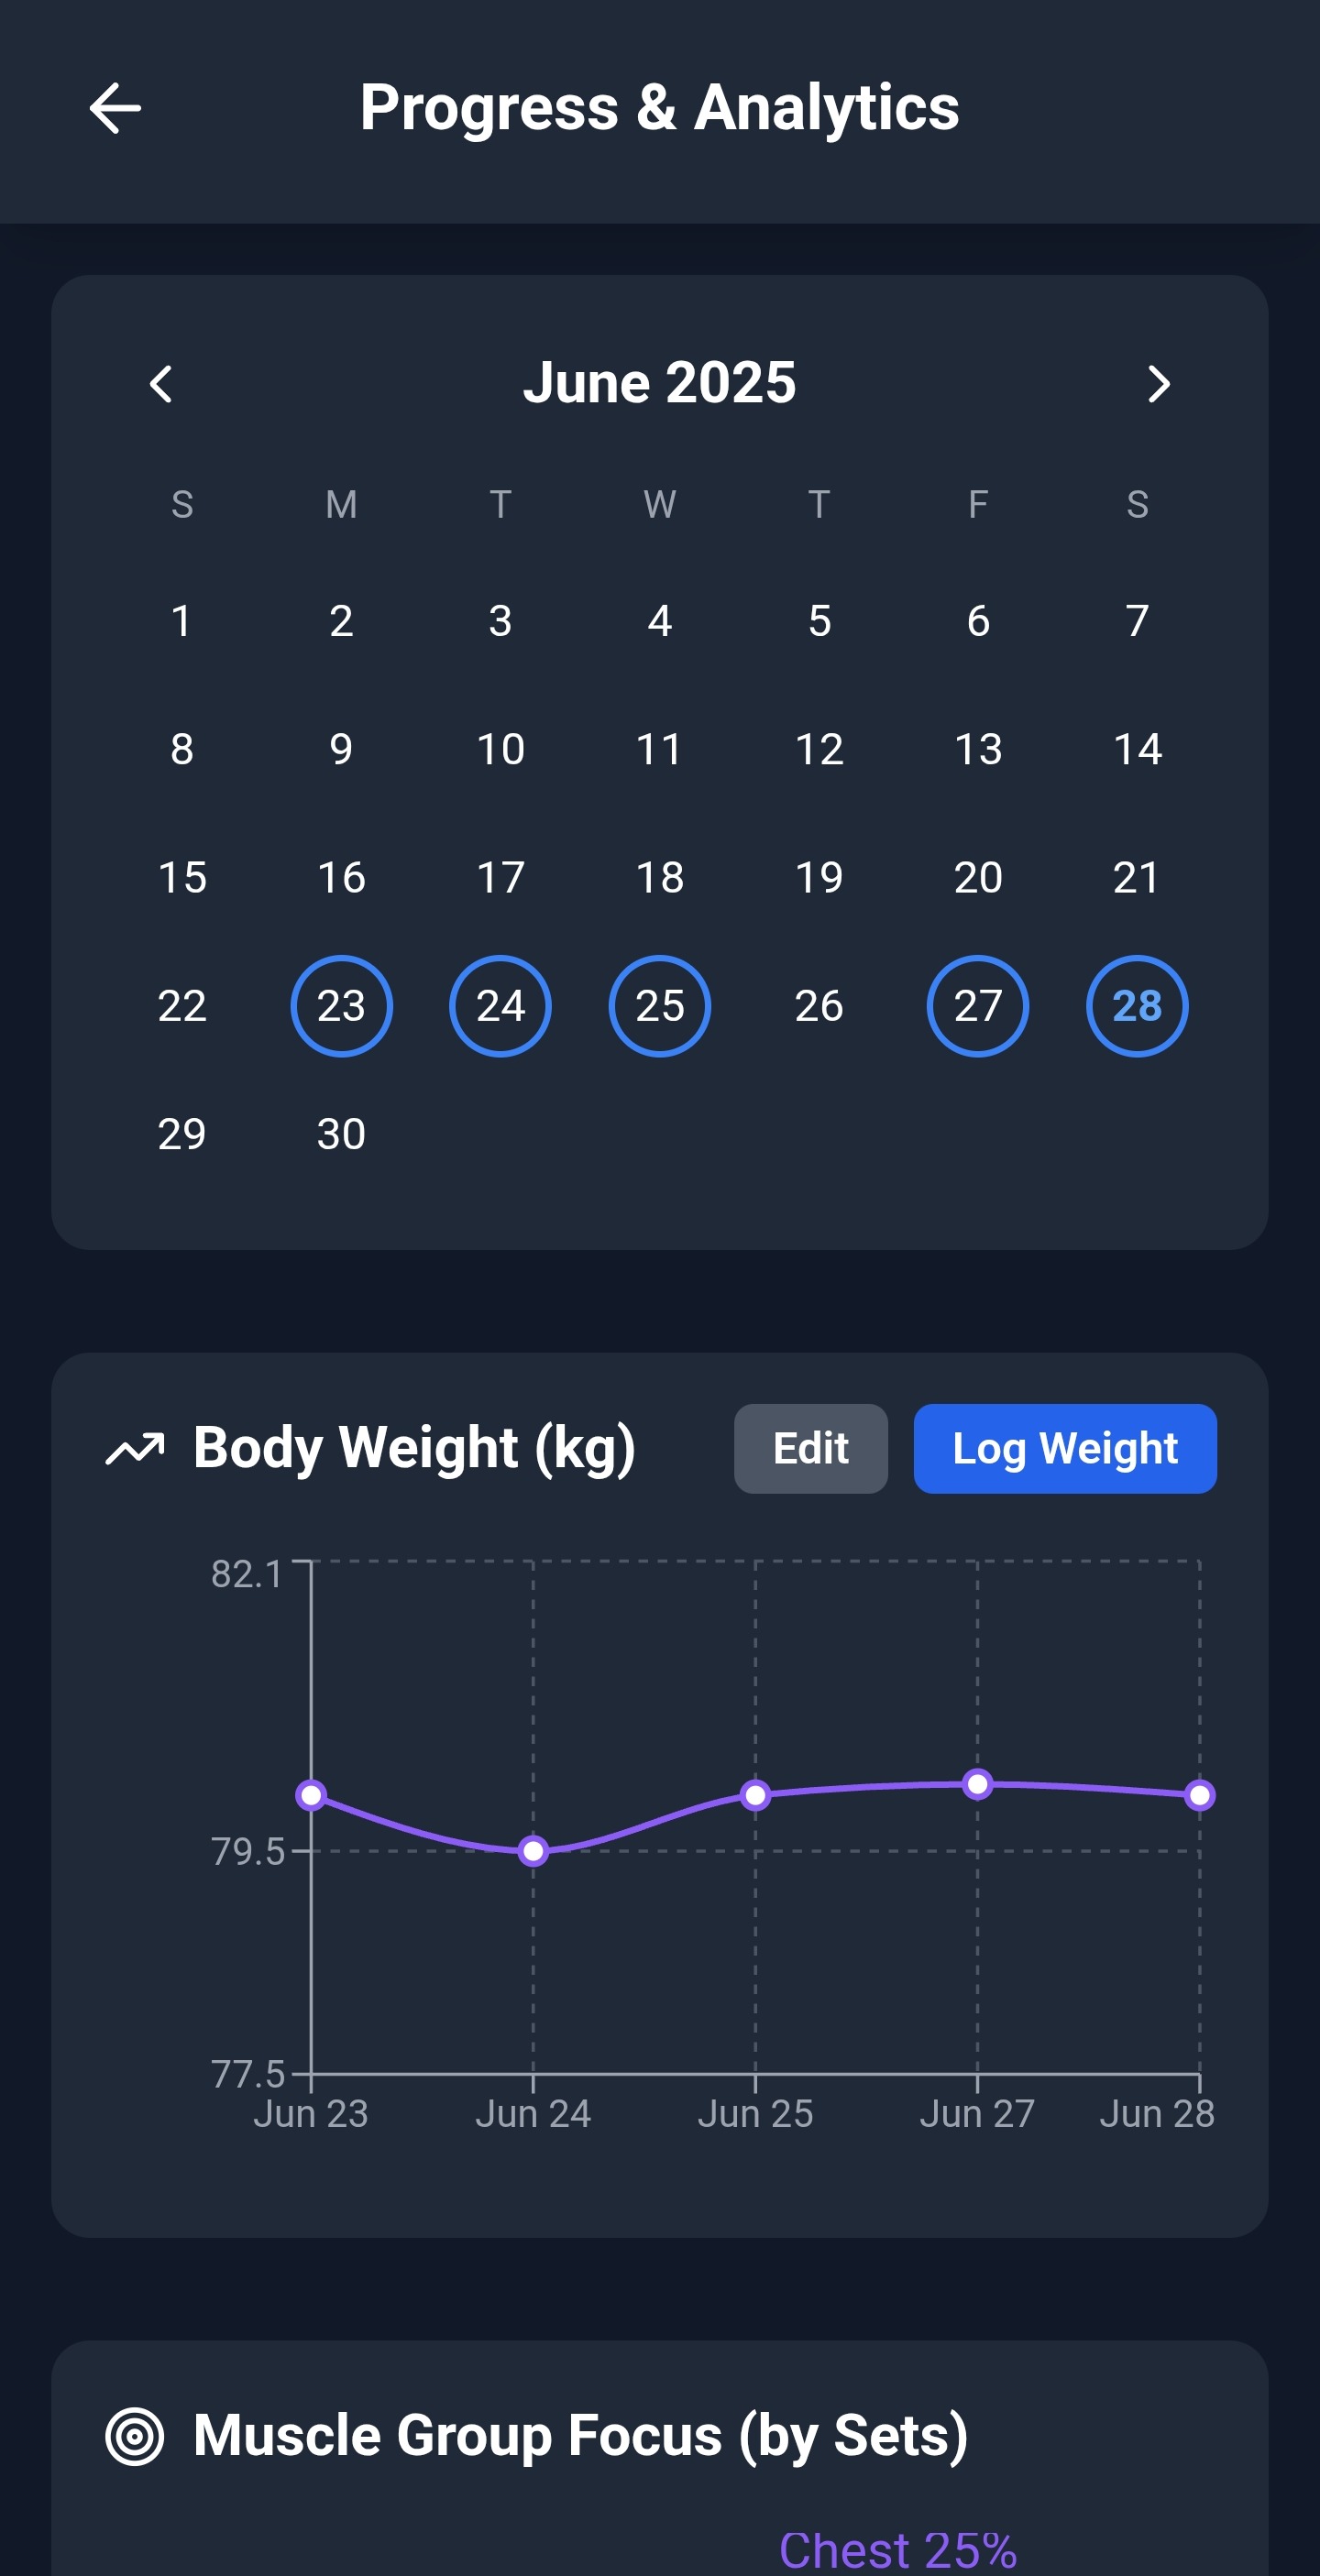 Progress & Analytics
June 2025
S M T W T F S
1 2 3 4 5 6 7
8 9 10 11 12 13 14
15 16 17 18 19 20 21
22 23 24 25 26 27 28
29 30
Body Weight (kg) Edit Log Weight
82.1
79.5
77.5
Jun 23 Jun 24 Jun 25 Jun 27 Jun 28
Muscle Group Focus (by Sets)
Chest 25%